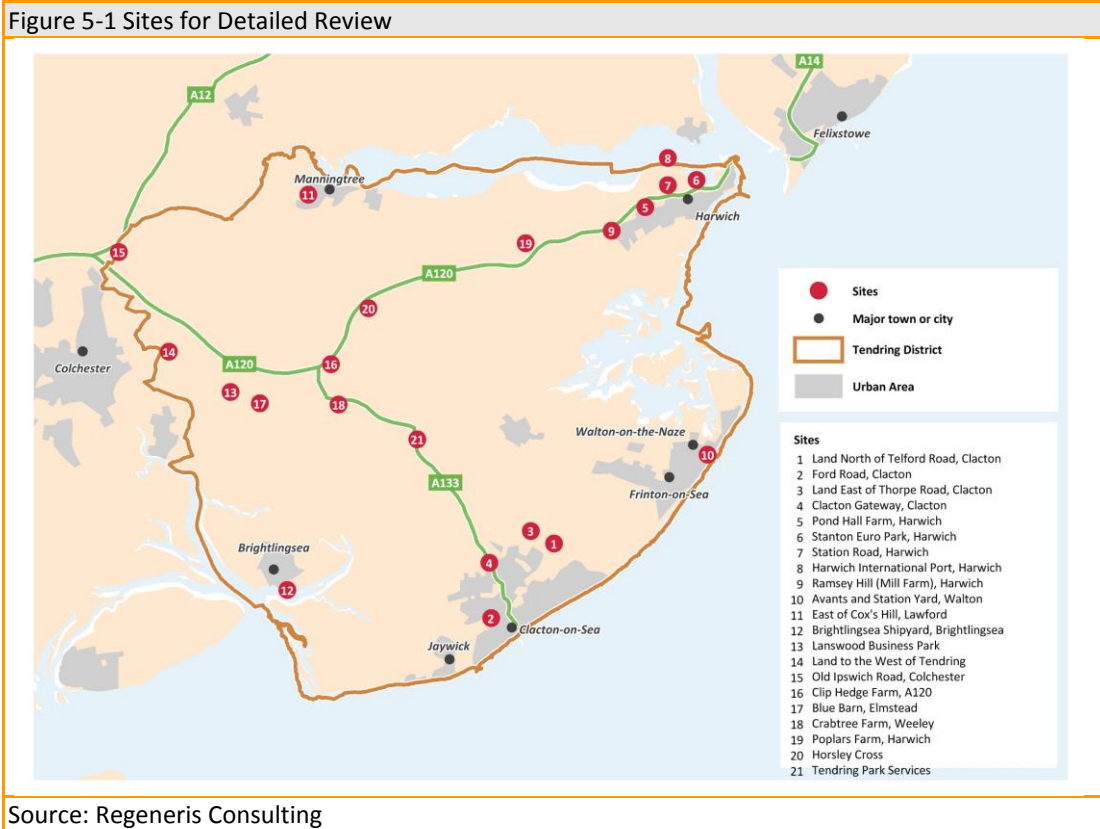 Figure 5-1 Sites for Detailed Review
A14
A12
Felixstowe
8
Manningtree
6
7
11
5
Harwich
9
19
15
A120
Sites
20
Major town or city
14
Tendring District
Colchester
A120
16
Urban Area
13
17
18
21
Walton-on-the-Naze
10
Sites
1 Land North of Telford Road, Clacton
2 Ford Road, Clacton
3 Land East of Thorpe Road, Clacton
4 Clacton Gateway, Clacton
5 Pond Hall Farm, Harwich
6 Stanton Euro Park, Harwich
7 Station Road, Harwich
8 Harwich International Port, Harwich
9 Ramsey Hill (Mill Farm), Harwich
10 Avants and Station Yard, Walton
11 East of Cox's Hill, Lawford
12 Brightlingsea Shipyard, Brightlingsea
13 Lanswood Business Park
14 Land to the West of Tendring
15 Old Ipswich Road, Colchester
16 Clip Hedge Farm, A120
17 Blue Barn, Elmstead
18 Crabtree Farm, Weeley
19 Poplars Farm, Harwich
20 Horsley Cross
21 Tendring Park Services
A133
Frinton-on-Sea
3
1
Brightlingsea
4
12
2
Clacton-on-Sea
Jaywick
Source: Regeneris Consulting